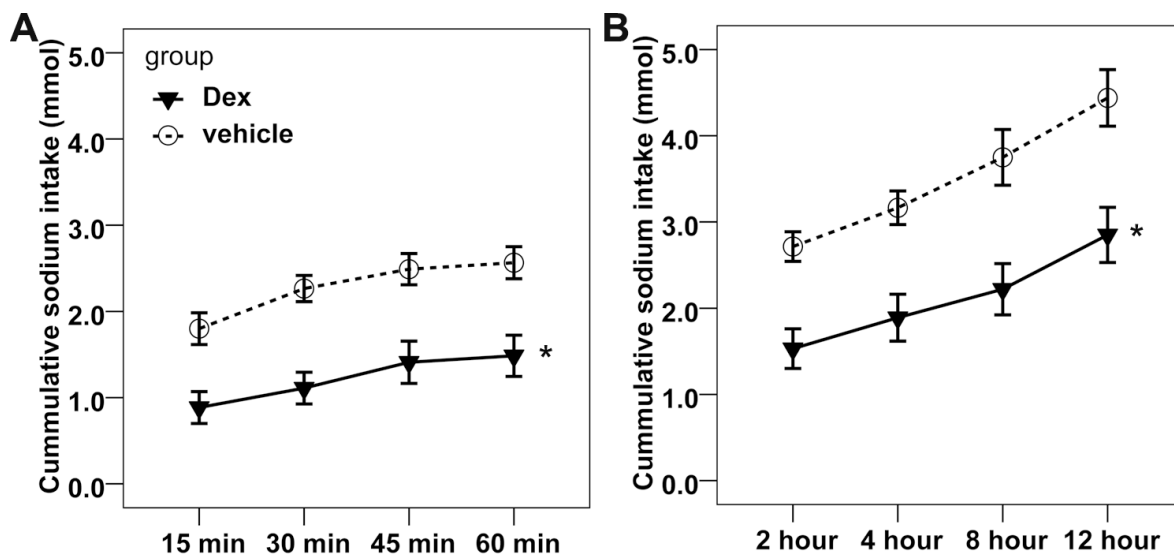 A
Cummulative sodium intake (mmol)
5.0
4.0
3.0
2.0
1.0
0.0
group
Dex
vehicle
*
15 min 30 min 45 min 60 min
B
Cummulative sodium intake (mmol)
5.0
4.0
3.0
2.0
1.0
0.0
*
2 hour 4 hour 8 hour 12 hour